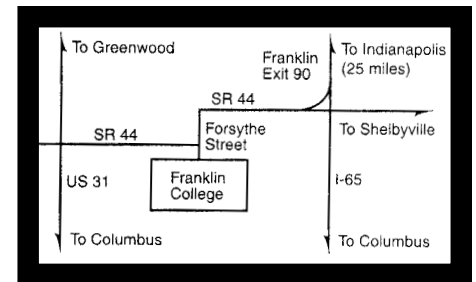 To Greenwood
Franklin
Exit 90
To Indianapolis
(25 miles)
SR 44
SR 44
Forsythe
Street
To Shelbyville
US 31
Franklin
College
I-65
To Columbus
To Columbus